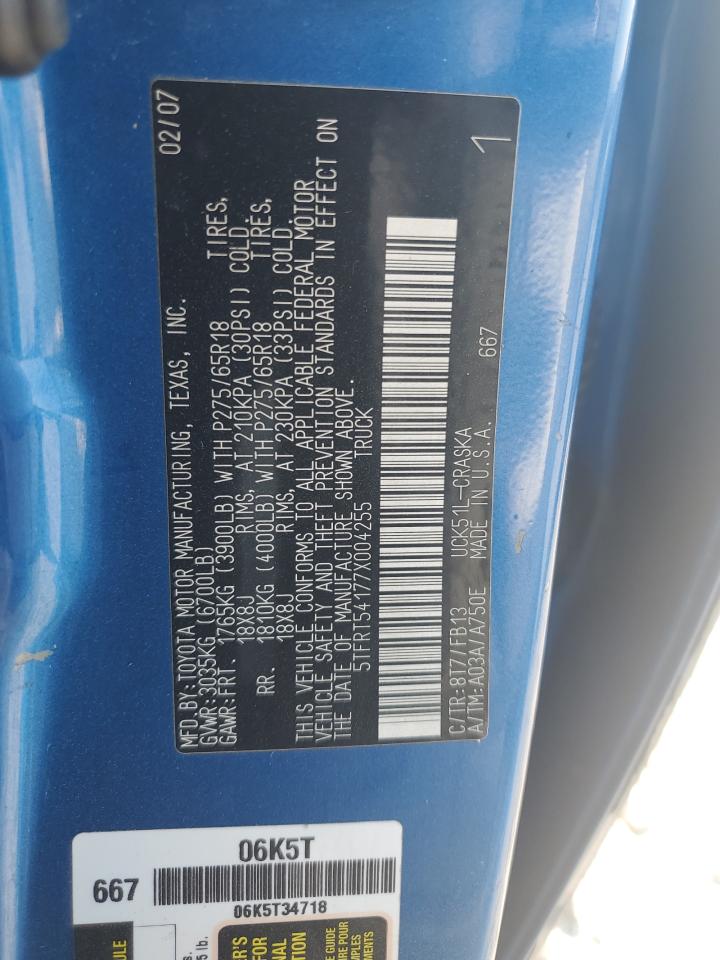 MFD.BY:TOYOTA MOTOR MANUFACTURING, TEXAS, INC. 02/07
GVWR:3035KG (6700LB)
GAWR:FRT. 1765KG (3900LB) WITH P275/65R18 TIRES,
18X8J RIMS, AT 210KPA (30PSI) COLD.
RR. 1810KG (4000LB) WITH P275/65R18 TIRES,
18X8J RIMS, AT 230KPA (33PSI) COLD.
THIS VEHICLE CONFORMS TO ALL APPLICABLE FEDERAL MOTOR
VEHICLE SAFETY AND THEFT PREVENTION STANDARDS IN EFFECT ON
THE DATE OF MANUFACTURE SHOWN ABOVE.
5TFRT54177X004255 TRUCK
C/TR:8T7/FB13 UCK51L-CRASKA 667
A/TM:A03A/A750E MADE IN U.S.A. 1
06K5T
667
06K5T34718